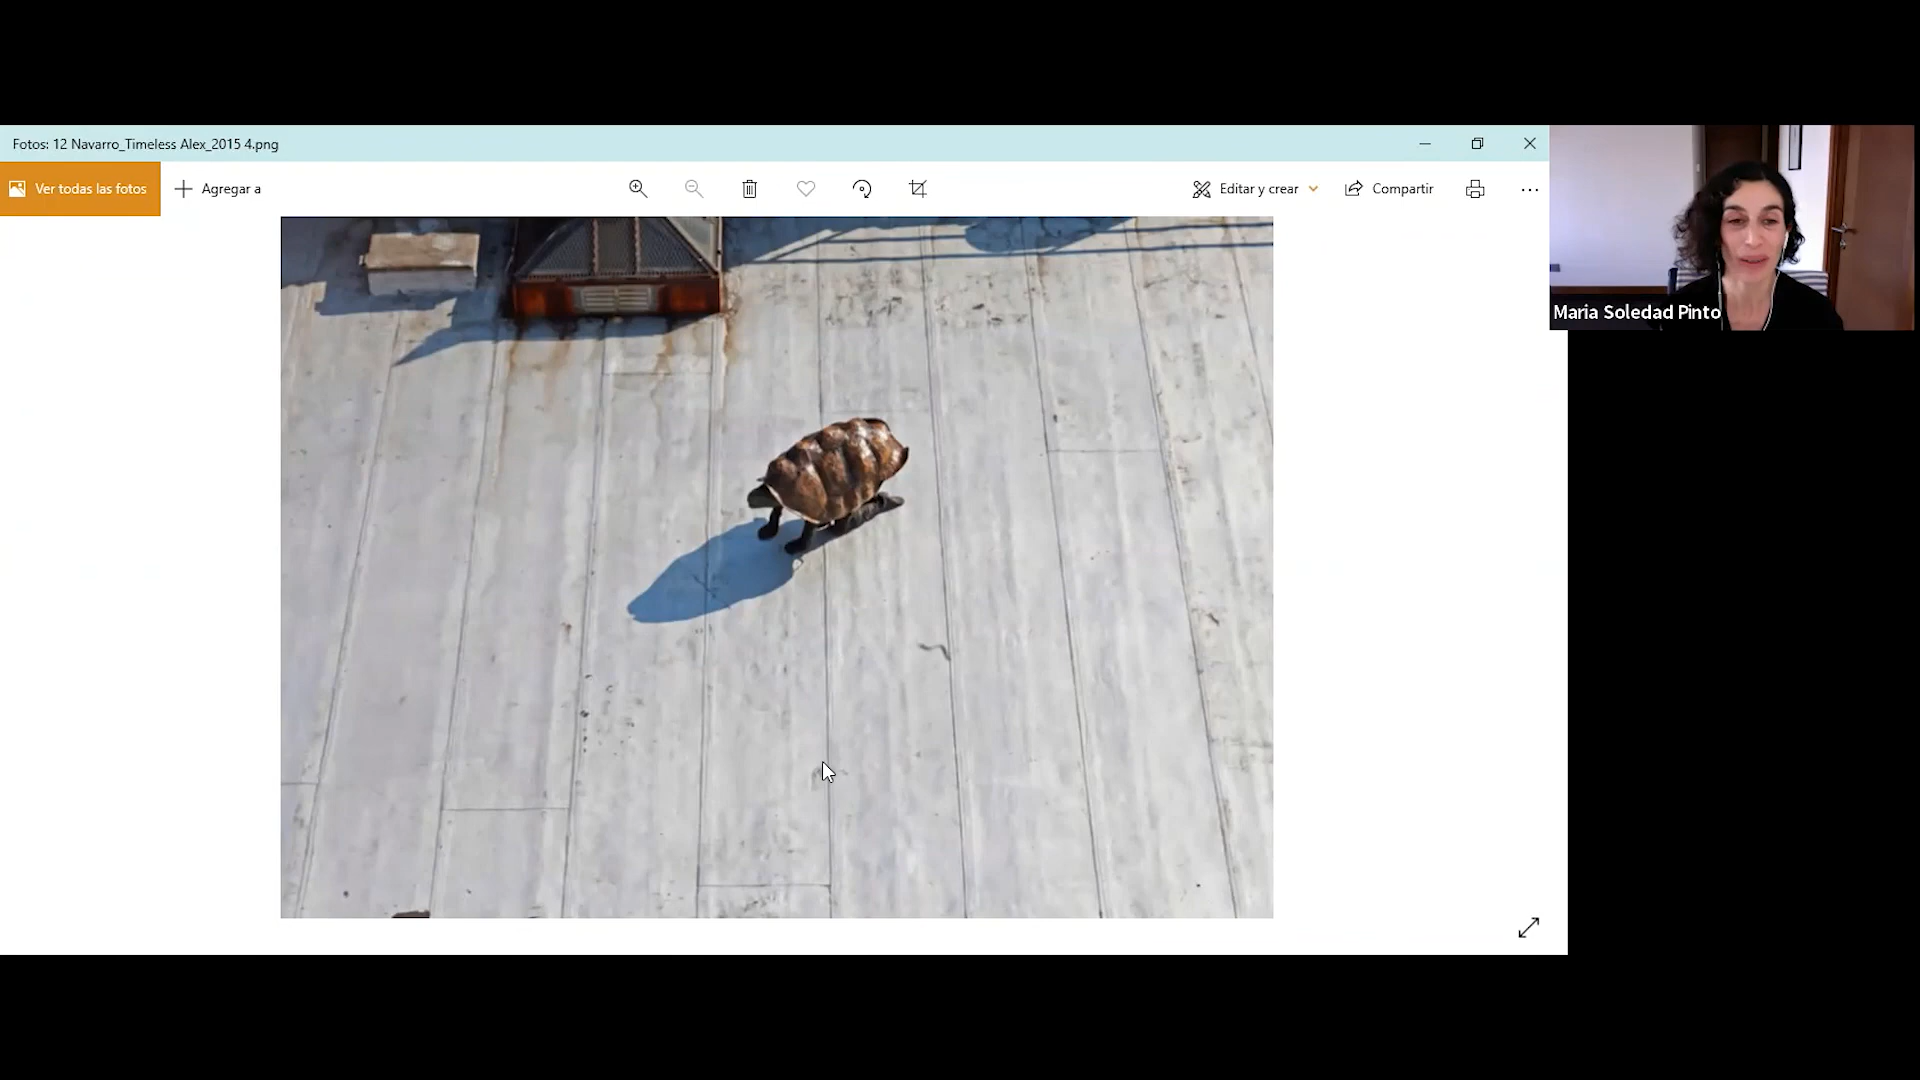 Fotos: 12 Navarro_Timeless Alex_2015 4.png
Ver todas las fotos
Agregar a
Editar y crear
Compartir
Maria Soledad Pinto